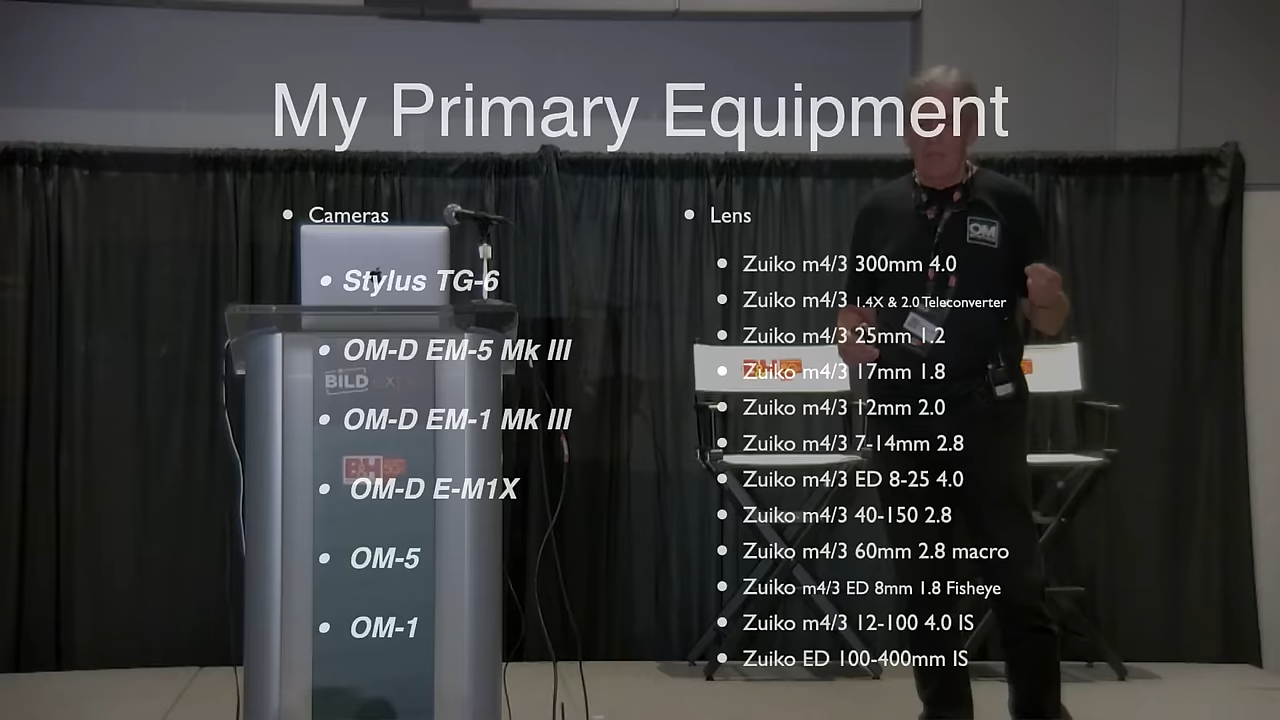 My Primary Equipment
• Cameras
• Stylus TG-6
• OM-D EM-5 Mk III
• OM-D EM-1 Mk III
• OM-D E-M1X
• OM-5
• OM-1
BILD
B&H
• Lens
• Zuiko m4/3 300mm 4.0
• Zuiko m4/3 1.4X & 2.0 Teleconverter
• Zuiko m4/3 25mm 1.2
• Zuiko m4/3 17mm 1.8
• Zuiko m4/3 12mm 2.0
• Zuiko m4/3 7-14mm 2.8
• Zuiko m4/3 ED 8-25 4.0
• Zuiko m4/3 40-150 2.8
• Zuiko m4/3 60mm 2.8 macro
• Zuiko m4/3 ED 8mm 1.8 Fisheye
• Zuiko m4/3 12-100 4.0 IS
• Zuiko ED 100-400mm IS
OM